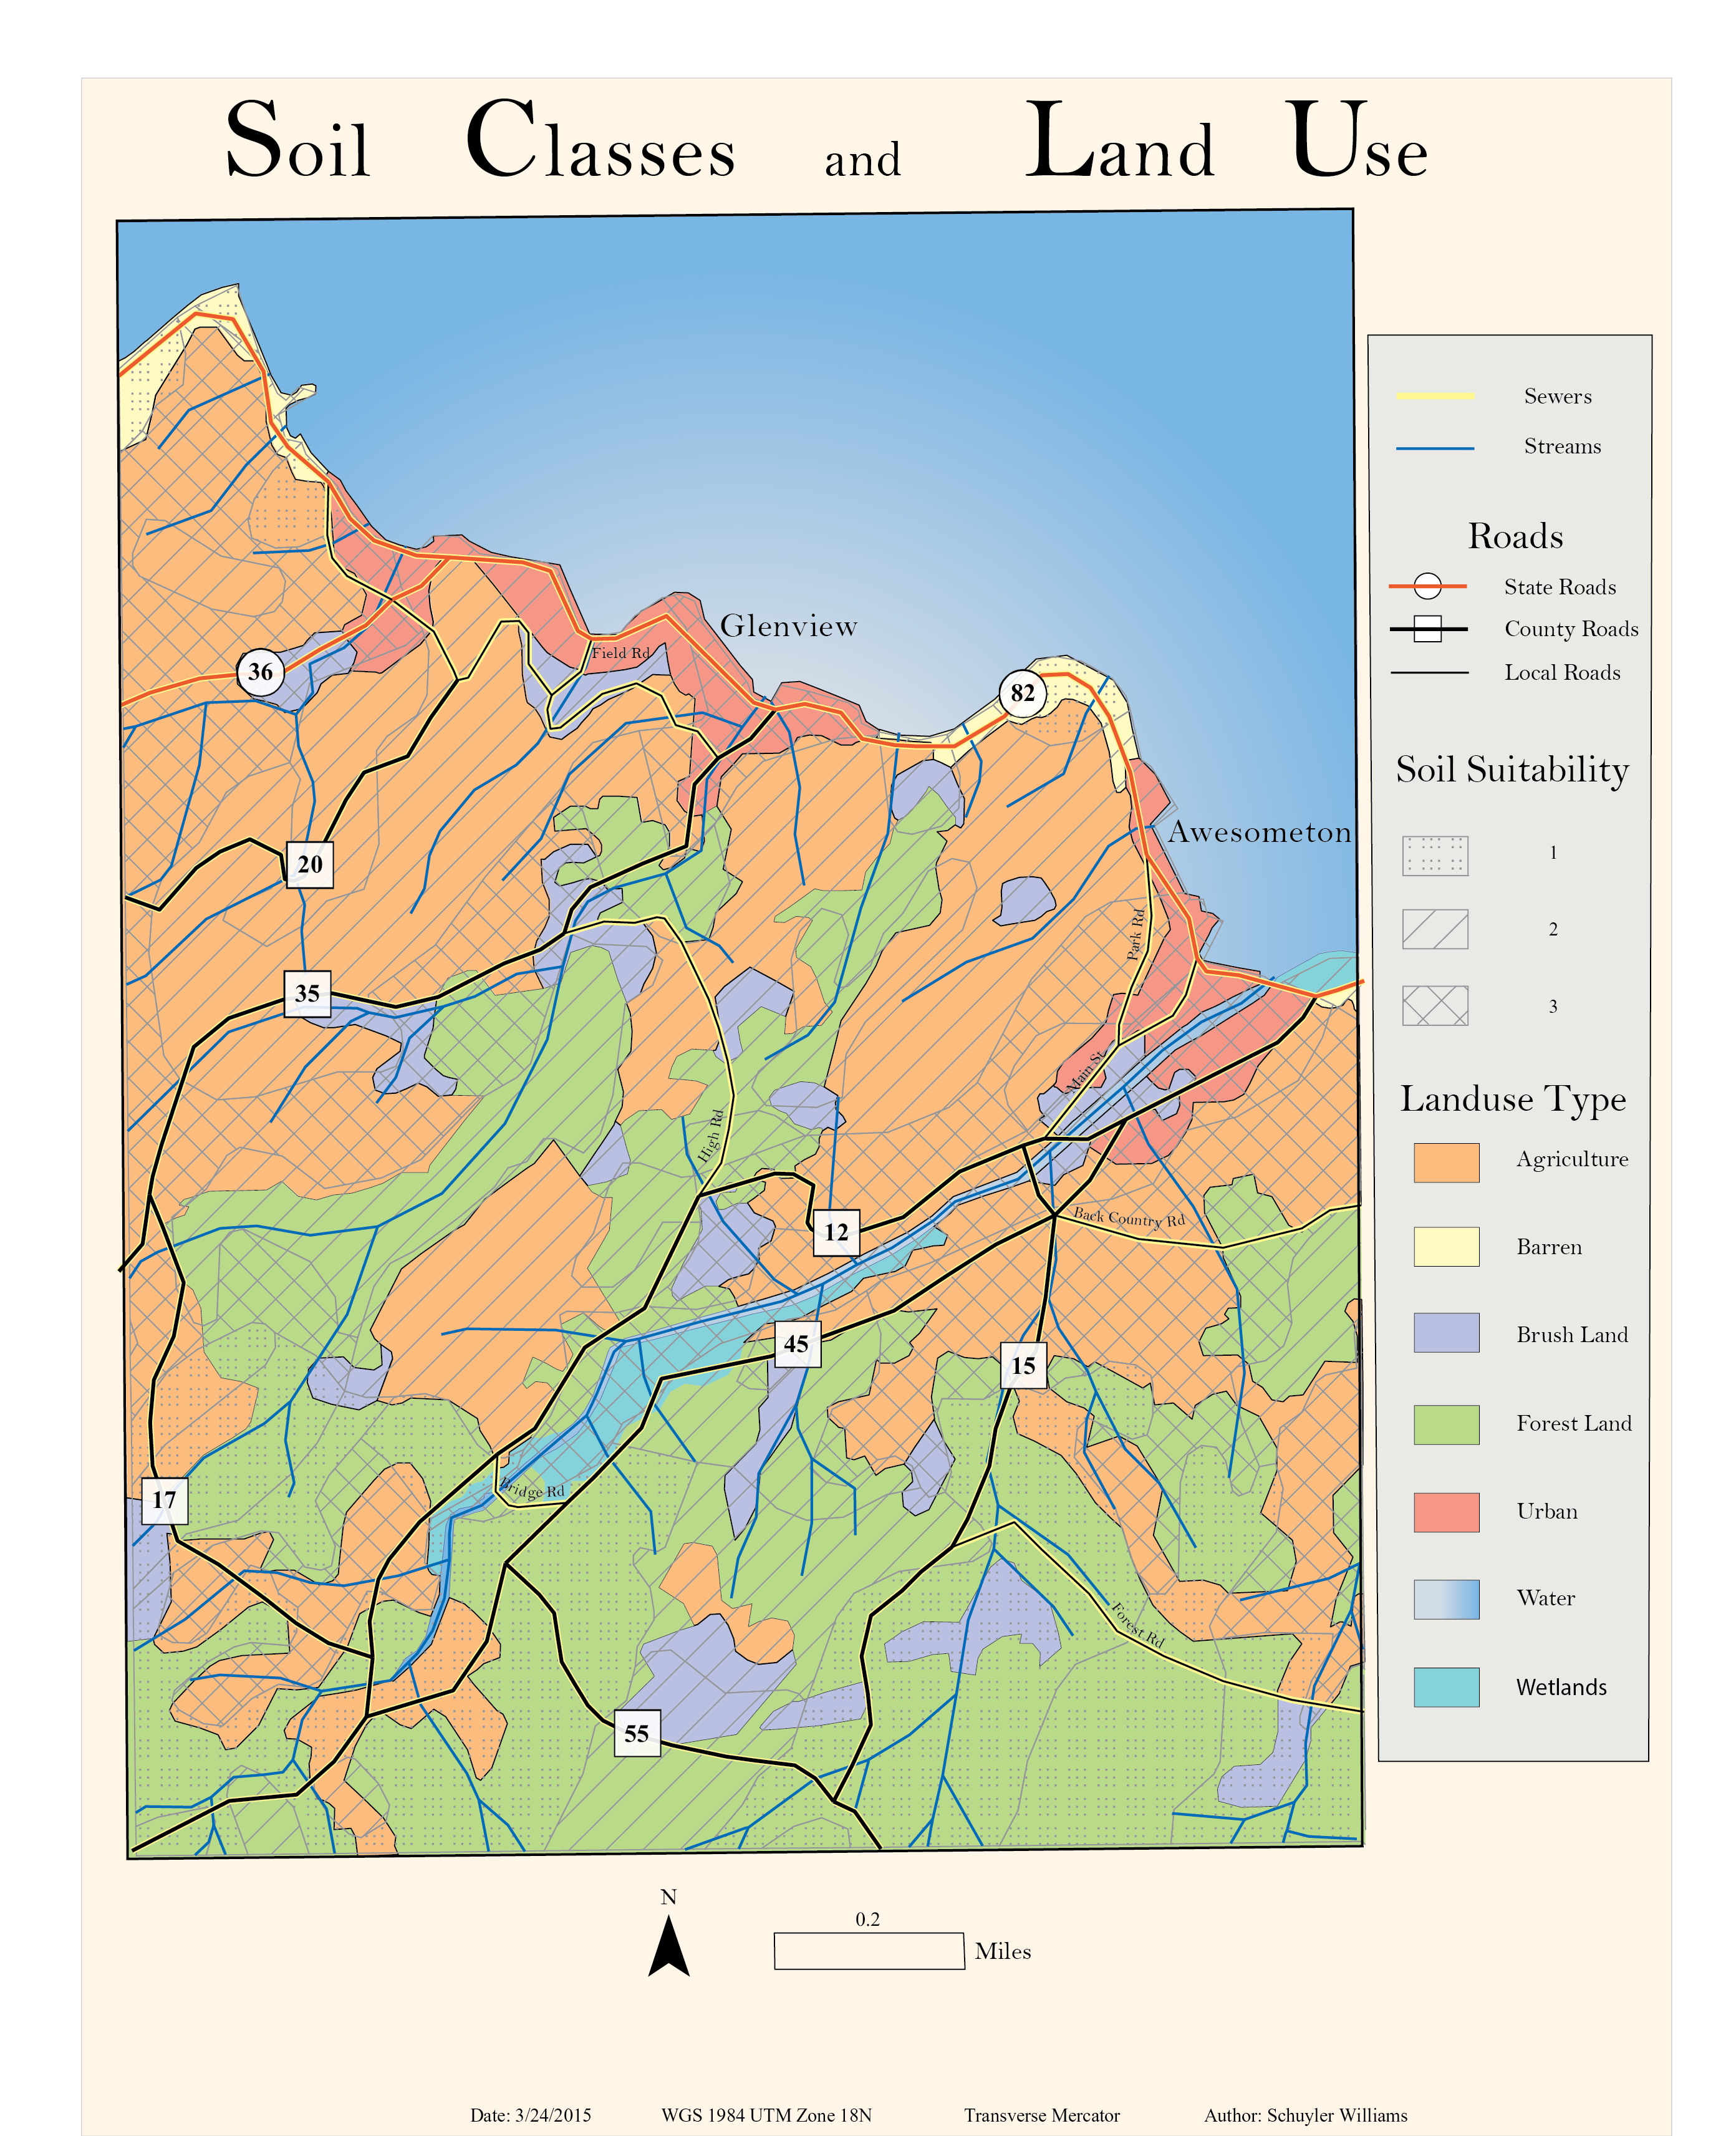 Soil Classes and Land Use
Glenview
Field Rd
36
82
Awesometon
20
Park Rd
35
Main St
High Rd
12
Back Country Rd
45
15
Bridge Rd
17
Forest Rd
55
Sewers
Streams
Roads
State Roads
County Roads
Local Roads
Soil Suitability
1
2
3
Landuse Type
Agriculture
Barren
Brush Land
Forest Land
Urban
Water
Wetlands
N
0.2
Miles
Date: 3/24/2015 WGS 1984 UTM Zone 18N Transverse Mercator Author: Schuyler Williams